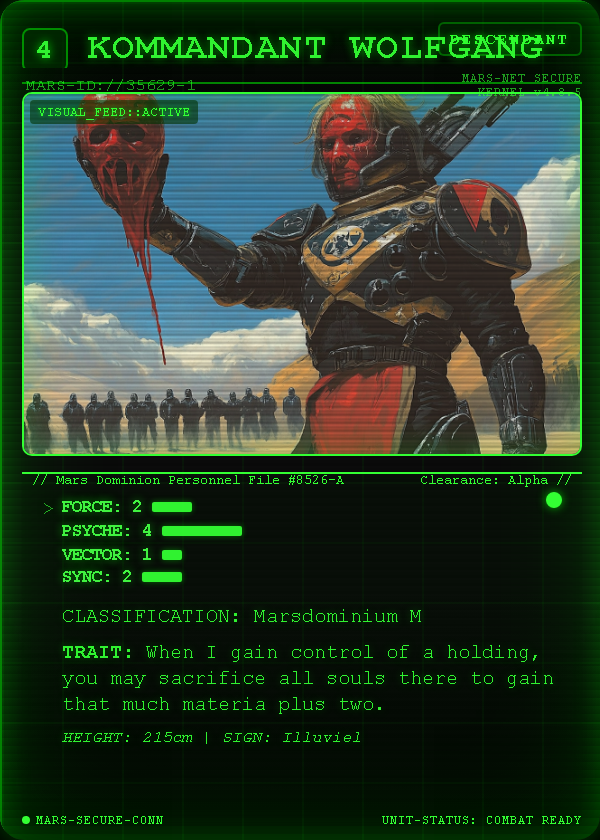 4
KOMMANDANT WOLFGANG
DESCENDANT
MARS-ID://35629-1
MARS-NET SECURE
KERNEL v4.8.5
VISUAL_FEED::ACTIVE
// Mars Dominion Personnel File #8526-A
Clearance: Alpha //
> FORCE: 2
PSYCHE: 4
VECTOR: 1
SYNC: 2
CLASSIFICATION: Marsdominium M
TRAIT: When I gain control of a holding,
you may sacrifice all souls there to gain
that much materia plus two.
HEIGHT: 215cm | SIGN: Illuviel
MARS-SECURE-CONN
UNIT-STATUS: COMBAT READY